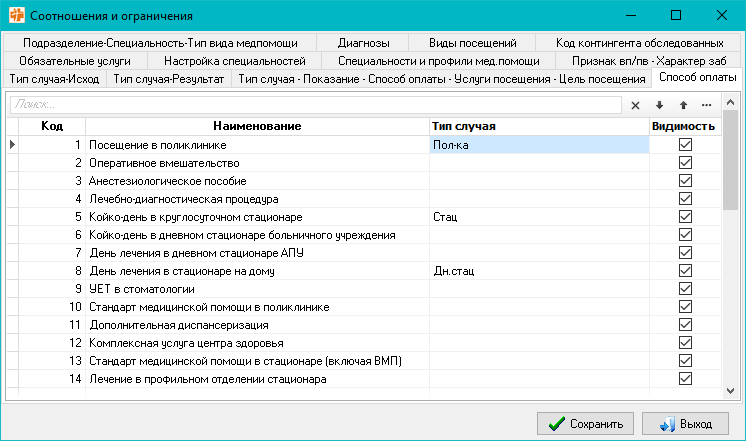 Соотношения и ограничения
Подразделение-Специальность-Тип вида медпомощи Диагнозы Виды посещений Код контингента обследованных
Обязательные услуги Настройка специальностей Специальности и профили мед.помощи Признак вп/пв - Характер заб
Тип случая-Исход Тип случая-Результат Тип случая - Показание - Способ оплаты - Услуги посещения - Цель посещения Способ оплаты
Поиск...
Код Наименование Тип случая Видимость
1 Посещение в поликлинике Пол-ка
2 Оперативное вмешательство
3 Анестезиологическое пособие
4 Лечебно-диагностическая процедура
5 Койко-день в круглосуточном стационаре Стац
6 Койко-день в дневном стационаре больничного учреждения
7 День лечения в дневном стационаре АПУ
8 День лечения в стационаре на дому Дн.стац
9 УЕТ в стоматологии
10 Стандарт медицинской помощи в поликлинике
11 Дополнительная диспансеризация
12 Комплексная услуга центра здоровья
13 Стандарт медицинской помощи в стационаре (включая ВМП)
14 Лечение в профильном отделении стационара
Сохранить Выход